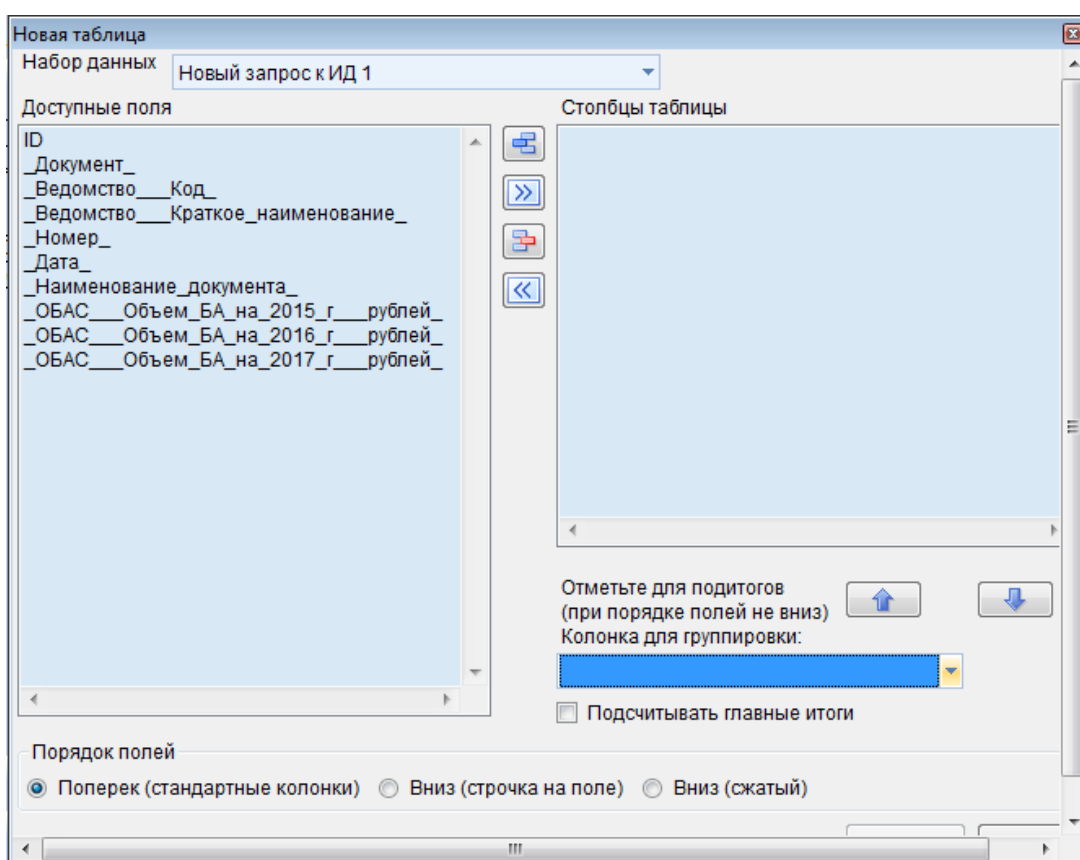 Новая таблица
Набор данных
Новый запрос к ИД 1
Доступные поля
Столбцы таблицы
ID
_Документ_
_Ведомство___Код_
_Ведомство___Краткое_наименование_
_Номер_
_Дата_
_Наименование_документа_
_ОБАС___Объем_БА_на_2015_г___рублей_
_ОБАС___Объем_БА_на_2016_г___рублей_
_ОБАС___Объем_БА_на_2017_г___рублей_
Отметьте для подитогов
(при порядке полей не вниз)
Колонка для группировки:
Подсчитывать главные итоги
Порядок полей
Поперек (стандартные колонки)
Вниз (строчка на поле)
Вниз (сжатый)